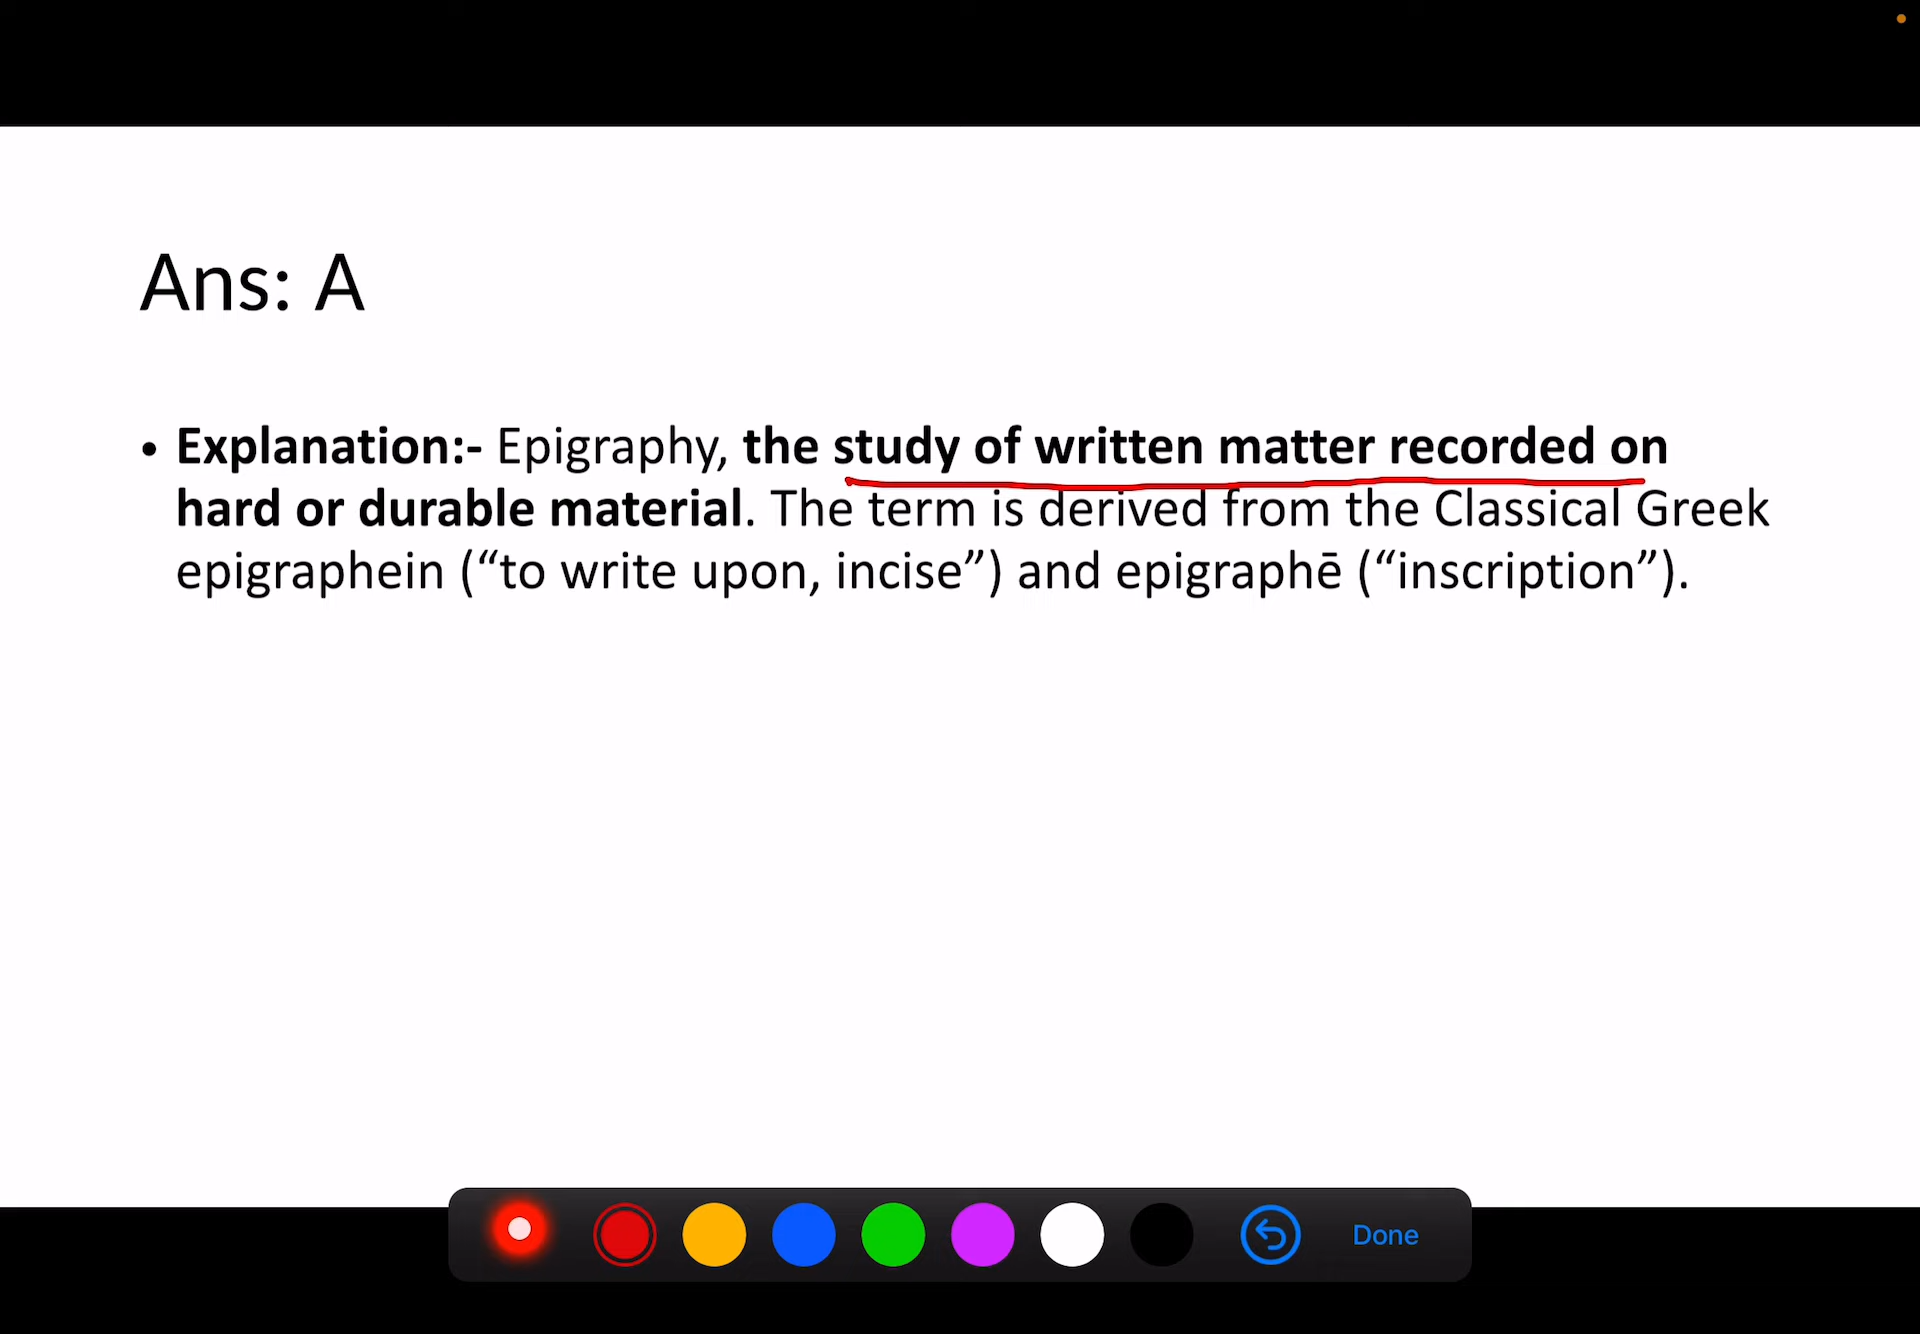 Ans: A
• Explanation:- Epigraphy, the study of written matter recorded on
hard or durable material. The term is derived from the Classical Greek
epigraphein (“to write upon, incise”) and epigraphē (“inscription”).
Done